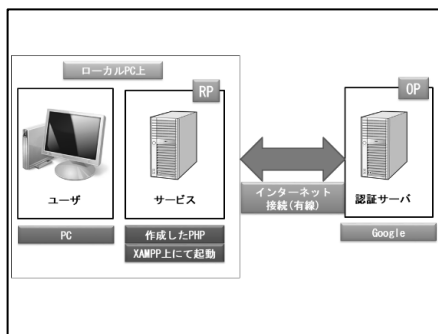 ローカルPC上
RP
OP
ユーザ
サービス
インターネット
接続(有線)
認証サーバ
PC
作成したPHP
XAMPP上にて起動
Google